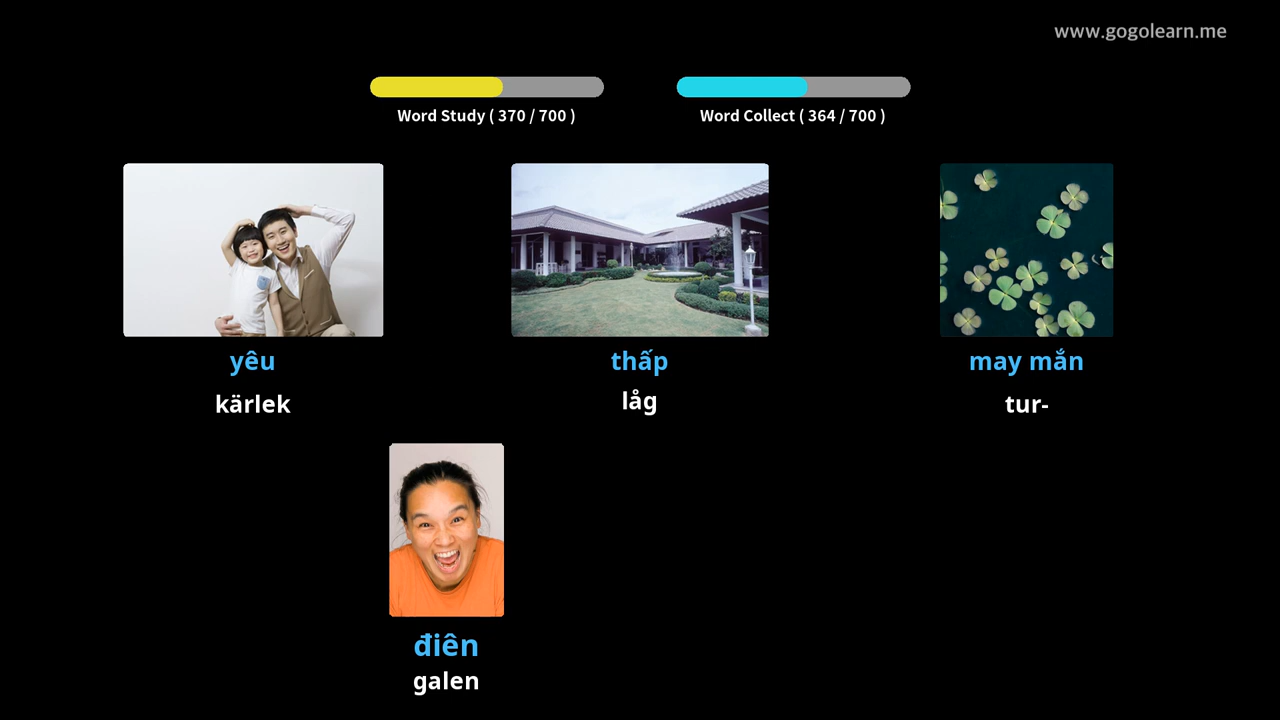 www.gogolearn.me
Word Study ( 370 / 700 )
Word Collect ( 364 / 700 )
yêu
kärlek
thấp
låg
may mắn
tur-
điên
galen